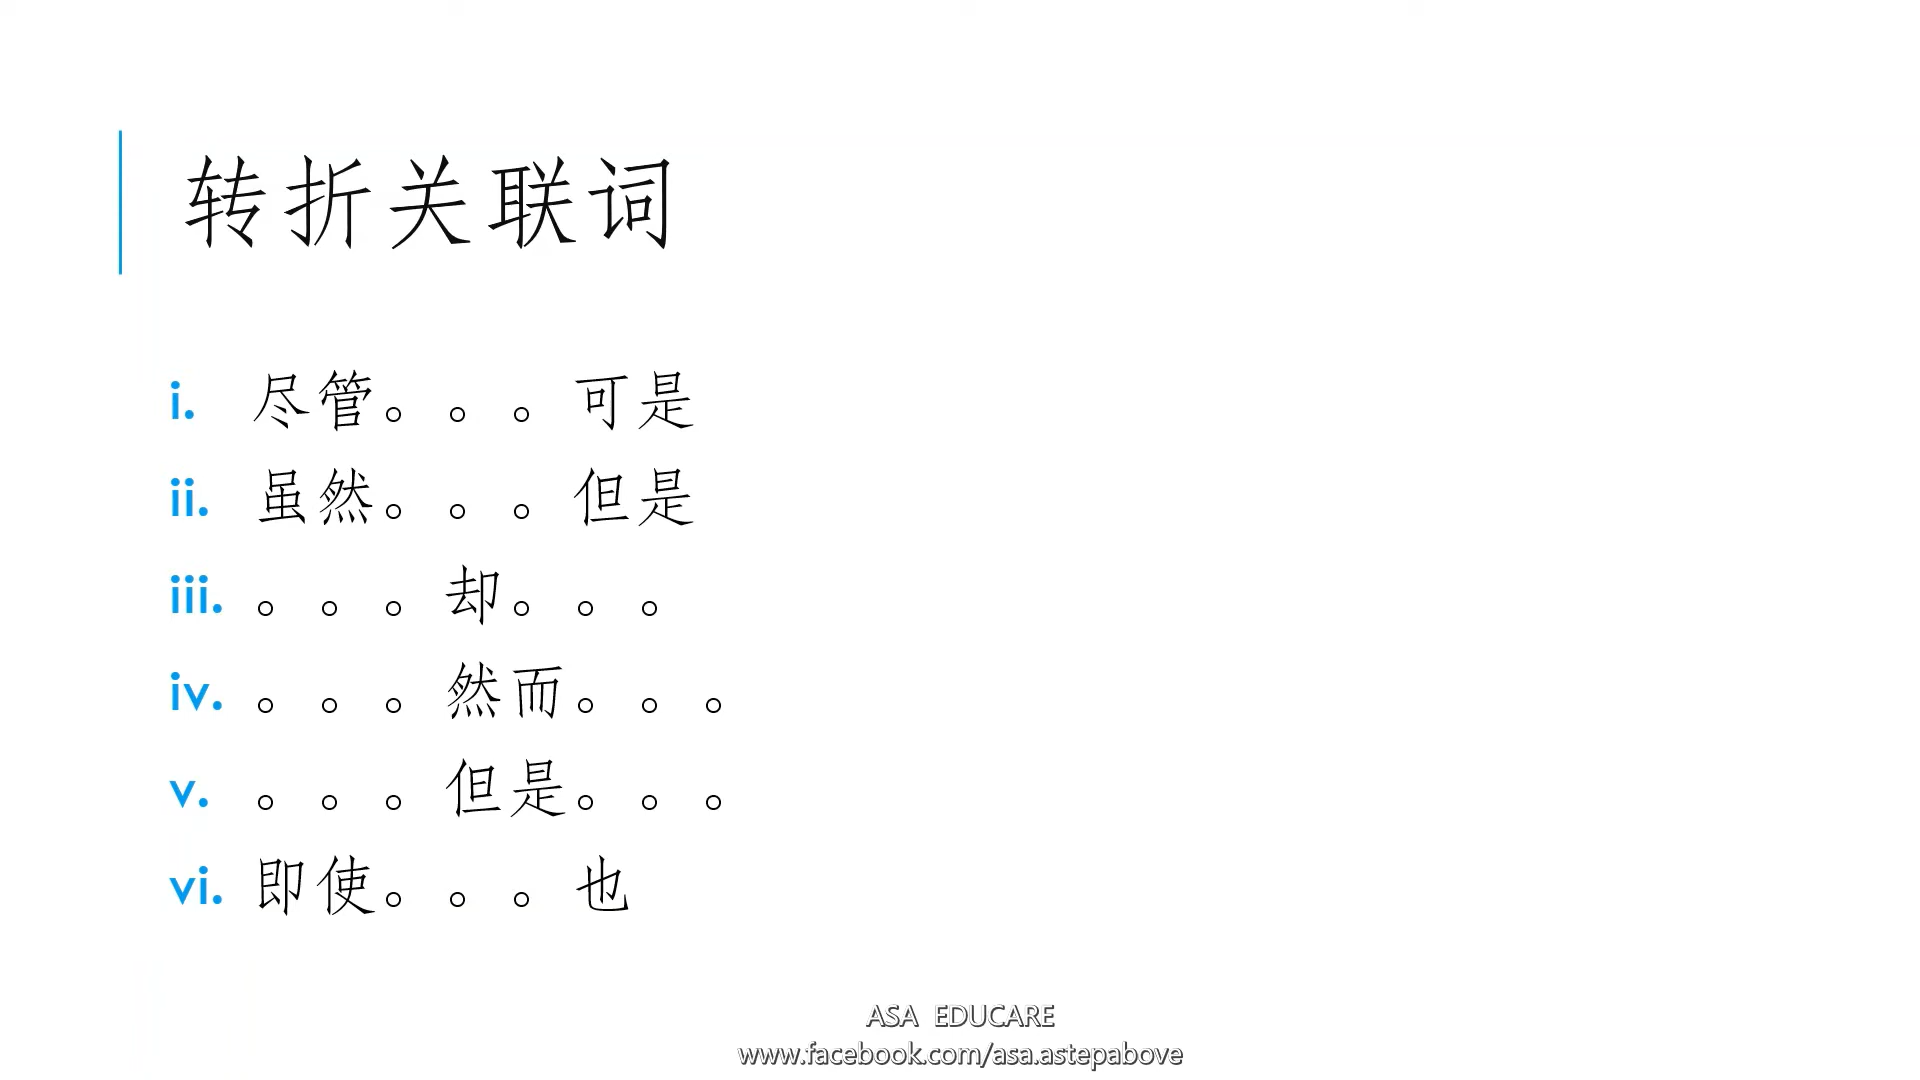 转折关联词
i. 尽管。。。可是
ii. 虽然。。。但是
iii. 。。。却。。。
iv. 。。。然而。。。
v. 。。。但是。。。
vi. 即使。。。也
ASA EDUCARE
www.facebook.com/asa.astepabove